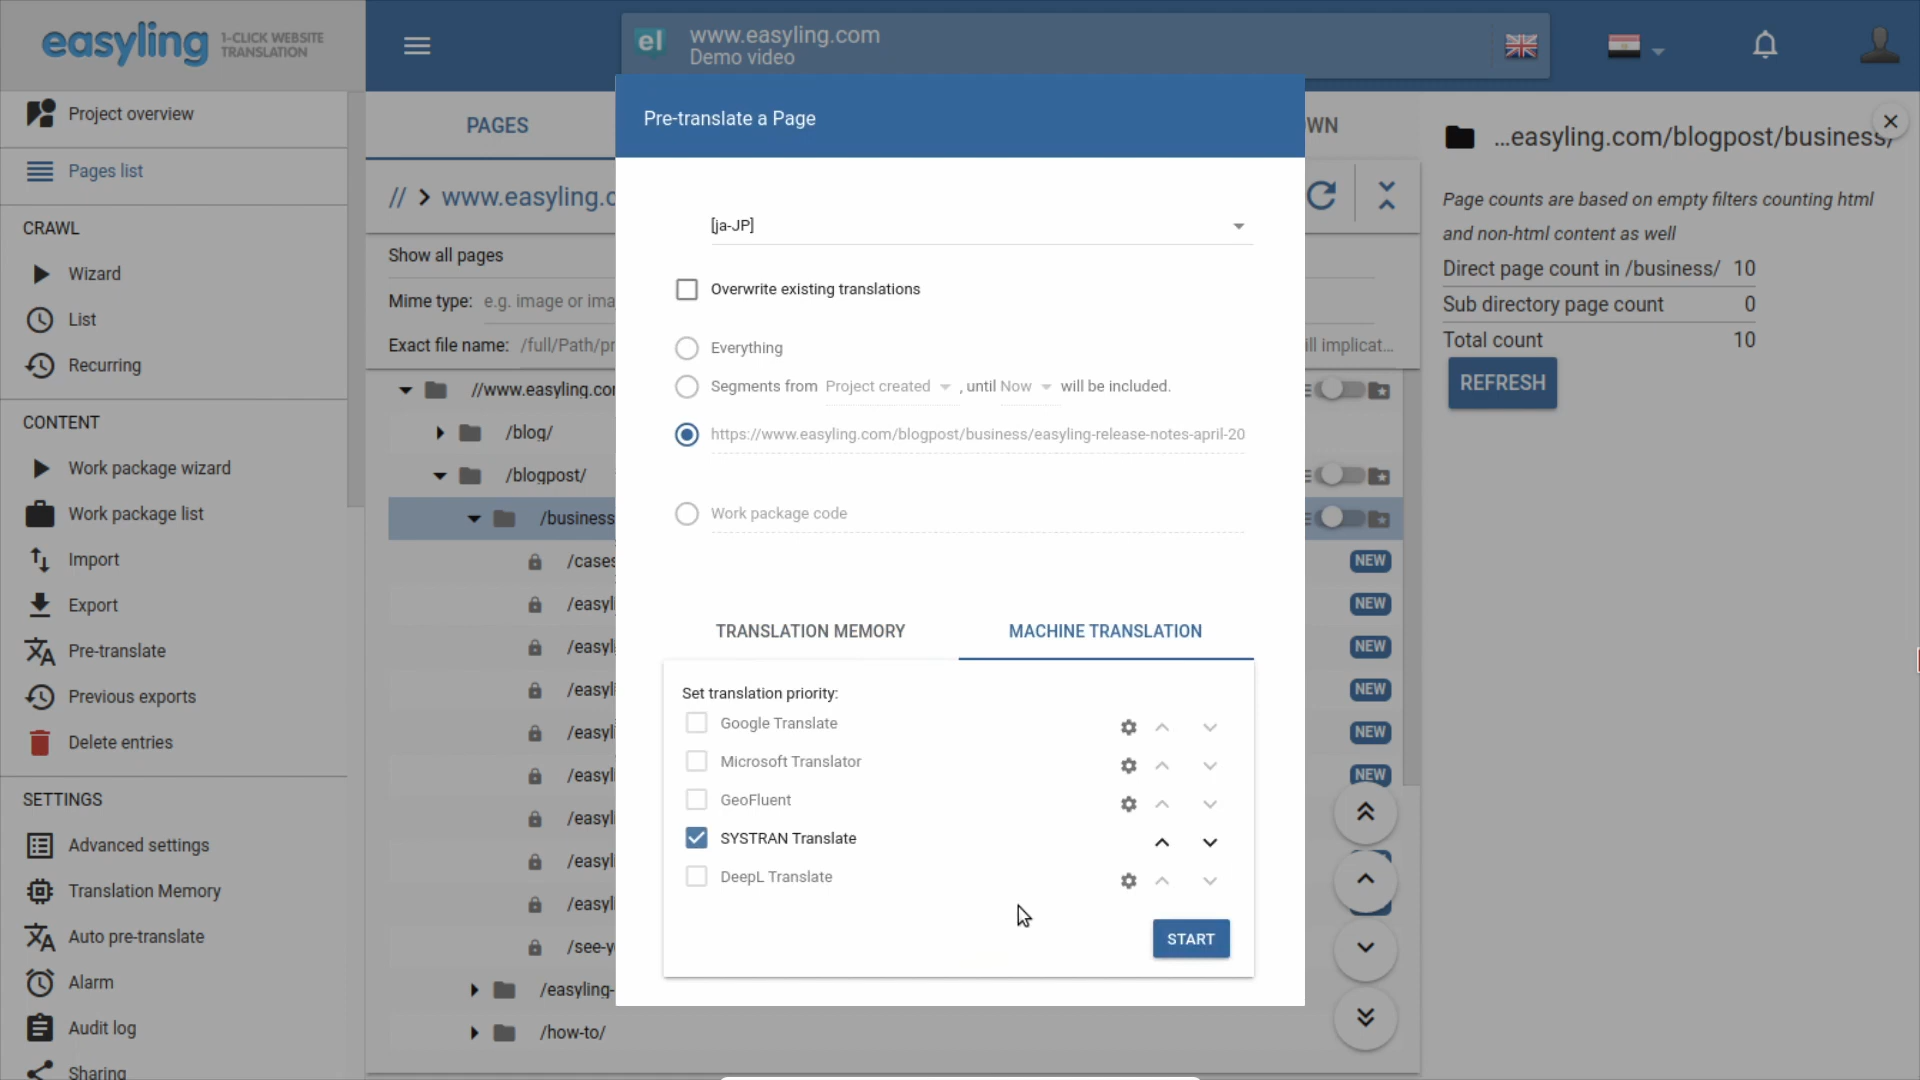 easyling 1-CLICK WEBSITE TRANSLATION
el www.easyling.com
Demo video
Project overview
Pages list
CRAWL
Wizard
List
Recurring
CONTENT
Work package wizard
Work package list
Import
Export
Pre-translate
Previous exports
Delete entries
SETTINGS
Advanced settings
Translation Memory
Auto pre-translate
Alarm
Audit log
Sharing
PAGES
// www.easyling.c
Show all pages
Mime type: e.g. image or ima
Exact file name: /full/Path/pr
//www.easyling.cor
/blog/
/blogpost/
/business
/cases
/easyl
/easyl
/easyl
/easyl
/easyl
/easyl
/easyl
/easyl
/see-y
/easyling-
/how-to/
Pre-translate a Page
[ja-JP]
Overwrite existing translations
Everything
Segments from Project created , until Now will be included.
https://www.easyling.com/blogpost/business/easyling-release-notes-april-20
Work package code
TRANSLATION MEMORY
MACHINE TRANSLATION
Set translation priority:
Google Translate
Microsoft Translator
GeoFluent
SYSTRAN Translate
DeepL Translate
START
WN
ill implicat...
NEW
NEW
NEW
NEW
NEW
NEW
...easyling.com/blogpost/business/
Page counts are based on empty filters counting html
and non-html content as well
Direct page count in /business/ 10
Sub directory page count 0
Total count 10
REFRESH